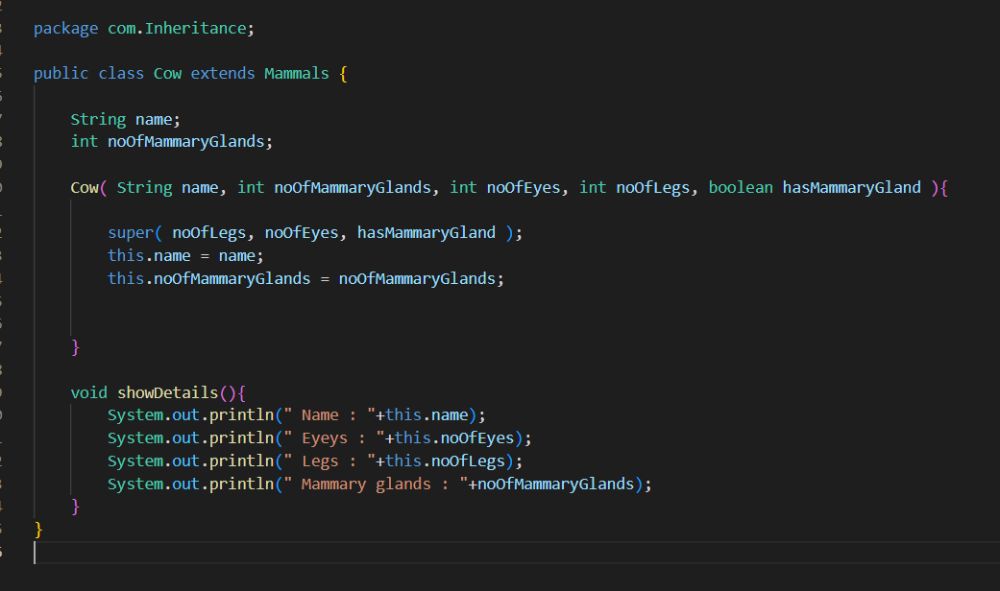 package com.Inheritance;
public class Cow extends Mammals {
String name;
int noOfMammaryGlands;
Cow( String name, int noOfMammaryGlands, int noOfEyes, int noOfLegs, boolean hasMammaryGland ){
super( noOfLegs, noOfEyes, hasMammaryGland );
this.name = name;
this.noOfMammaryGlands = noOfMammaryGlands;
}
void showDetails(){
System.out.println(" Name : "+this.name);
System.out.println(" Eyeys : "+this.noOfEyes);
System.out.println(" Legs : "+this.noOfLegs);
System.out.println(" Mammary glands : "+noOfMammaryGlands);
}
}